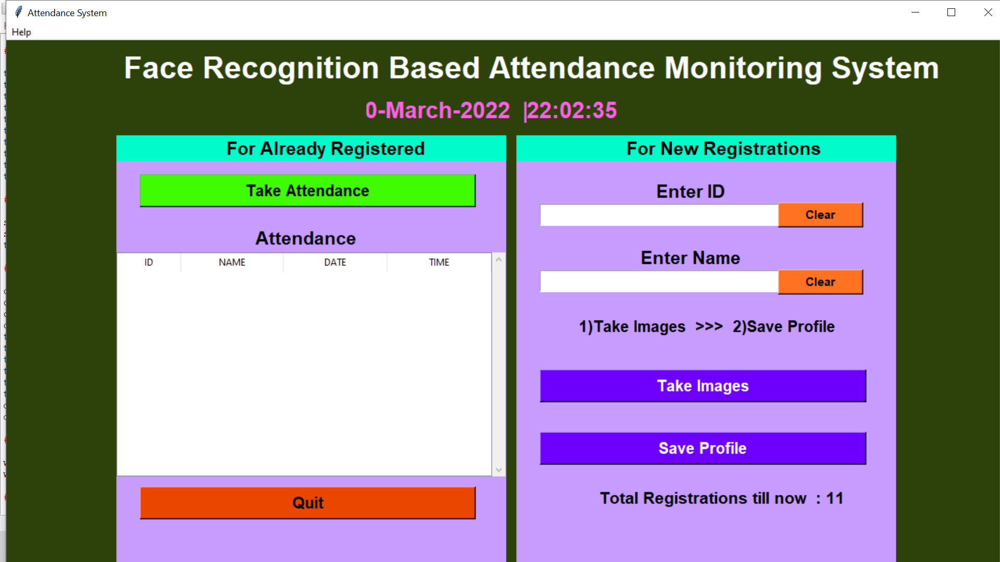 Attendance System
Help
Face Recognition Based Attendance Monitoring System
0-March-2022 |22:02:35
For Already Registered
Take Attendance
Attendance
ID NAME DATE TIME
Quit
For New Registrations
Enter ID
Clear
Enter Name
Clear
1)Take Images >>> 2)Save Profile
Take Images
Save Profile
Total Registrations till now : 11